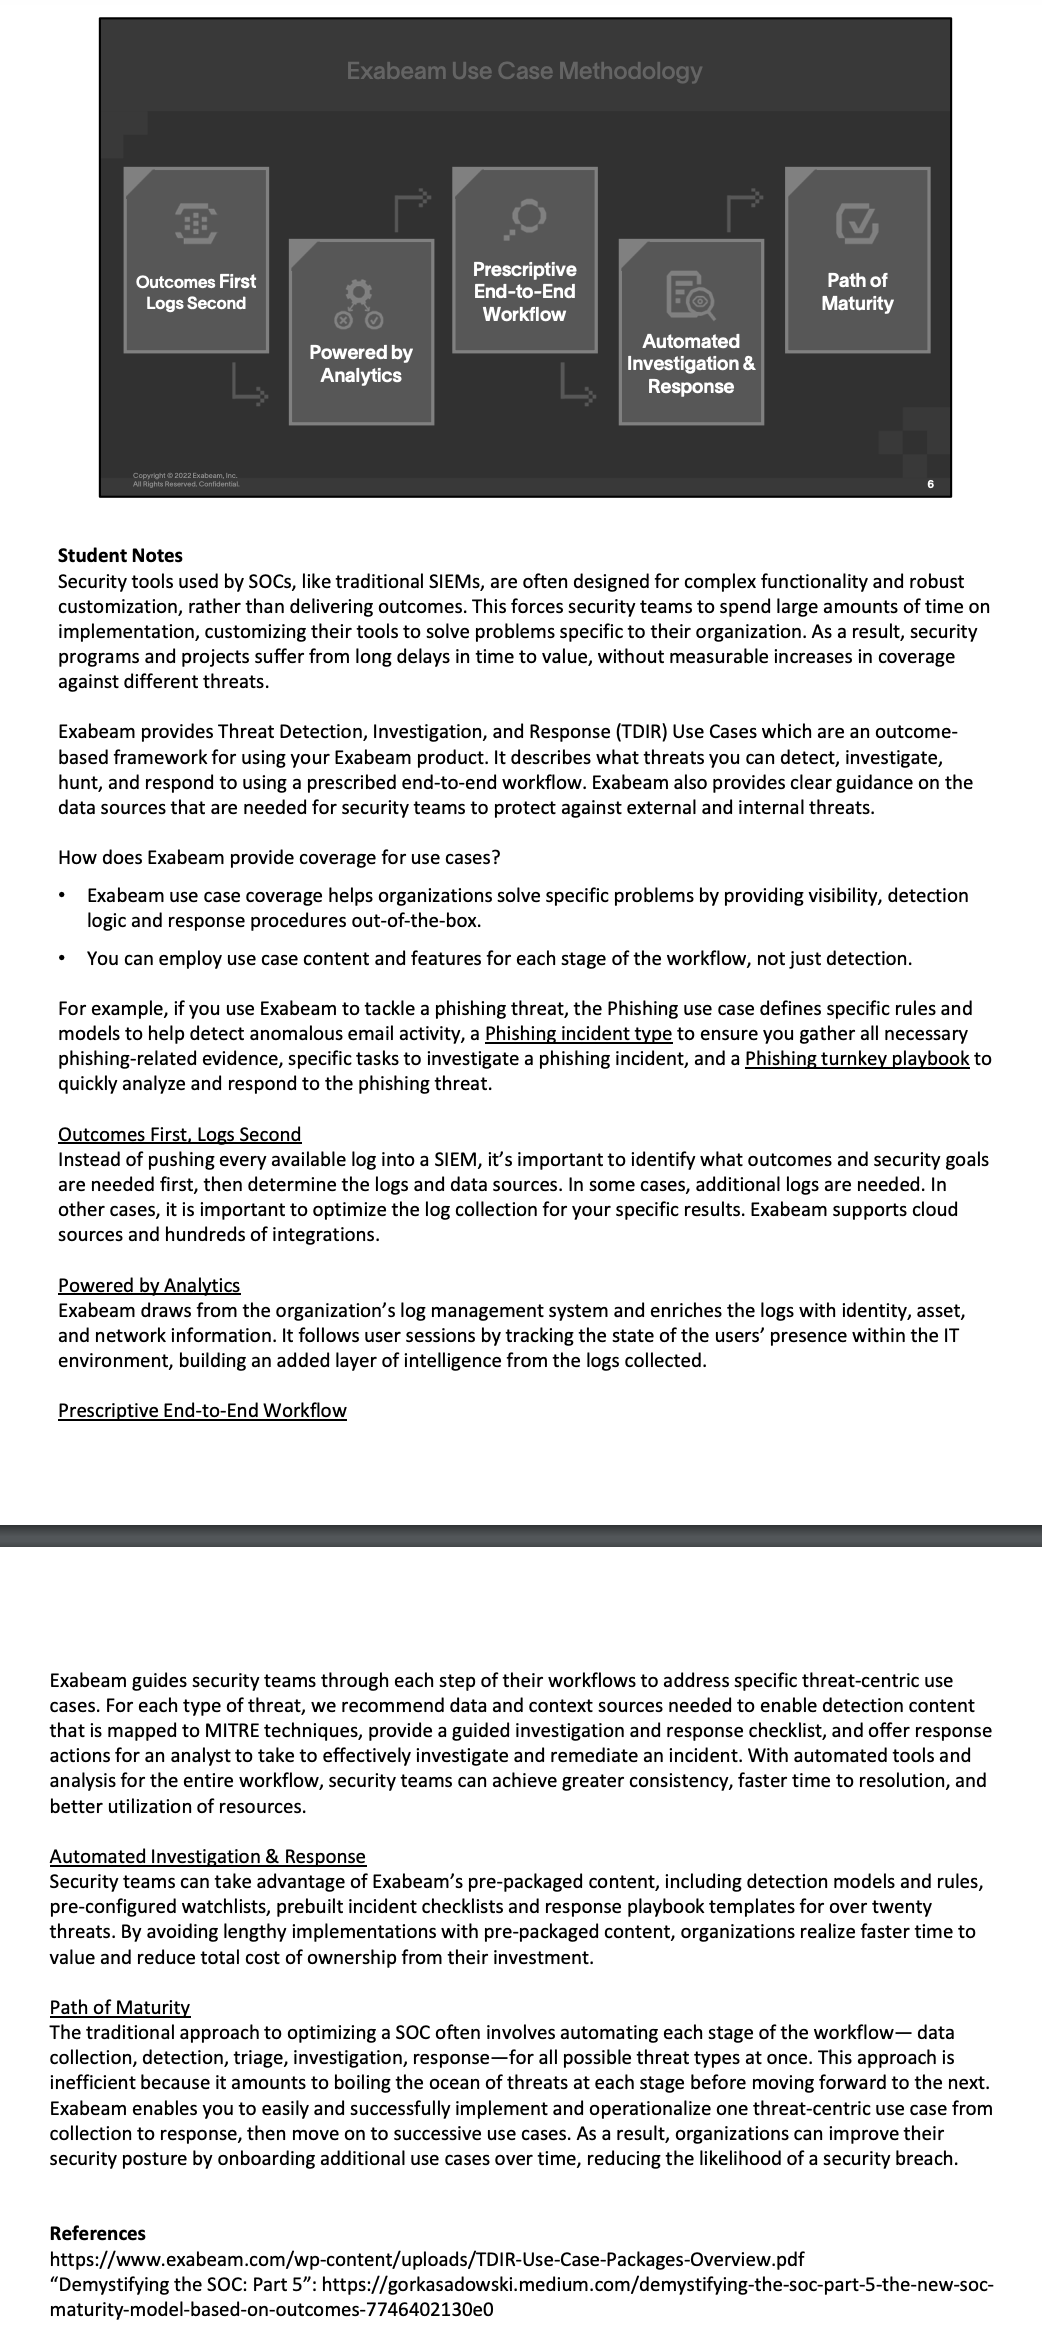 Exabeam Use Case Methodology
Outcomes First
Logs Second
Powered by
Analytics
Prescriptive
End-to-End
Workflow
Automated
Investigation &
Response
Path of
Maturity
Copyright © 2022 Exabeam, Inc.
All Rights Reserved. Confidential.
6
Student Notes
Security tools used by SOCs, like traditional SIEMs, are often designed for complex functionality and robust
customization, rather than delivering outcomes. This forces security teams to spend large amounts of time on
implementation, customizing their tools to solve problems specific to their organization. As a result, security
programs and projects suffer from long delays in time to value, without measurable increases in coverage
against different threats.
Exabeam provides Threat Detection, Investigation, and Response (TDIR) Use Cases which are an outcome-
based framework for using your Exabeam product. It describes what threats you can detect, investigate,
hunt, and respond to using a prescribed end-to-end workflow. Exabeam also provides clear guidance on the
data sources that are needed for security teams to protect against external and internal threats.
How does Exabeam provide coverage for use cases?
• Exabeam use case coverage helps organizations solve specific problems by providing visibility, detection
logic and response procedures out-of-the-box.
• You can employ use case content and features for each stage of the workflow, not just detection.
For example, if you use Exabeam to tackle a phishing threat, the Phishing use case defines specific rules and
models to help detect anomalous email activity, a Phishing incident type to ensure you gather all necessary
phishing-related evidence, specific tasks to investigate a phishing incident, and a Phishing turnkey playbook to
quickly analyze and respond to the phishing threat.
Outcomes First, Logs Second
Instead of pushing every available log into a SIEM, it’s important to identify what outcomes and security goals
are needed first, then determine the logs and data sources. In some cases, additional logs are needed. In
other cases, it is important to optimize the log collection for your specific results. Exabeam supports cloud
sources and hundreds of integrations.
Powered by Analytics
Exabeam draws from the organization’s log management system and enriches the logs with identity, asset,
and network information. It follows user sessions by tracking the state of the users’ presence within the IT
environment, building an added layer of intelligence from the logs collected.
Prescriptive End-to-End Workflow
Exabeam guides security teams through each step of their workflows to address specific threat-centric use
cases. For each type of threat, we recommend data and context sources needed to enable detection content
that is mapped to MITRE techniques, provide a guided investigation and response checklist, and offer response
actions for an analyst to take to effectively investigate and remediate an incident. With automated tools and
analysis for the entire workflow, security teams can achieve greater consistency, faster time to resolution, and
better utilization of resources.
Automated Investigation & Response
Security teams can take advantage of Exabeam’s pre-packaged content, including detection models and rules,
pre-configured watchlists, prebuilt incident checklists and response playbook templates for over twenty
threats. By avoiding lengthy implementations with pre-packaged content, organizations realize faster time to
value and reduce total cost of ownership from their investment.
Path of Maturity
The traditional approach to optimizing a SOC often involves automating each stage of the workflow— data
collection, detection, triage, investigation, response—for all possible threat types at once. This approach is
inefficient because it amounts to boiling the ocean of threats at each stage before moving forward to the next.
Exabeam enables you to easily and successfully implement and operationalize one threat-centric use case from
collection to response, then move on to successive use cases. As a result, organizations can improve their
security posture by onboarding additional use cases over time, reducing the likelihood of a security breach.
References
https://www.exabeam.com/wp-content/uploads/TDIR-Use-Case-Packages-Overview.pdf
“Demystifying the SOC: Part 5”: https://gorkasadowski.medium.com/demystifying-the-soc-part-5-the-new-soc-
maturity-model-based-on-outcomes-7746402130e0